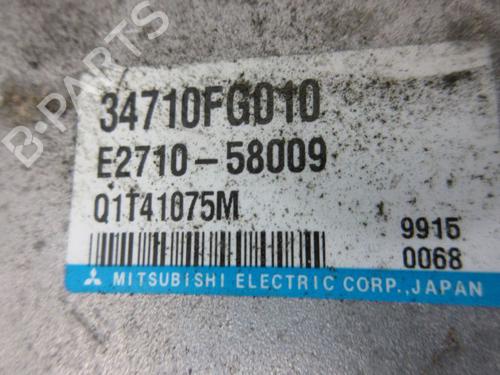 B-PARTS
34710FG010
E2710-58009
Q1T41075M
9915
0068
MITSUBISHI ELECTRIC CORP., JAPAN